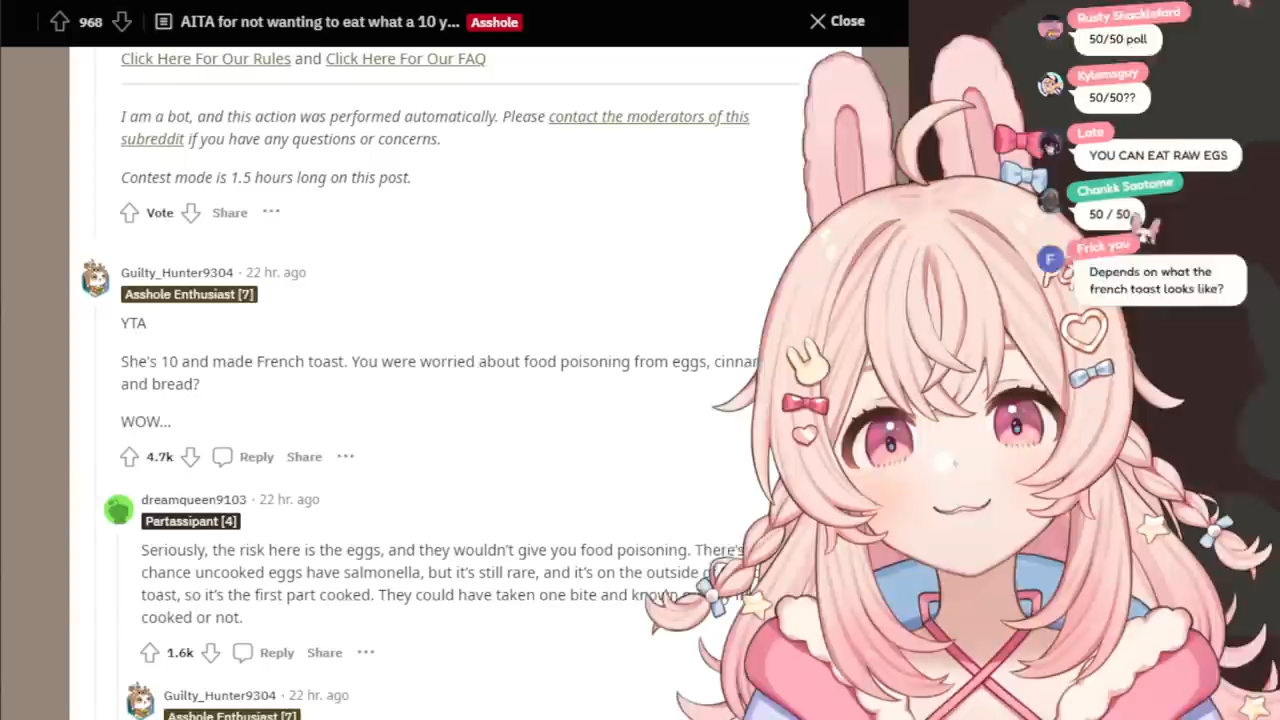 968 AITA for not wanting to eat what a 10 y... Asshole Close
Click Here For Our Rules and Click Here For Our FAQ
I am a bot, and this action was performed automatically. Please contact the moderators of this
subreddit if you have any questions or concerns.
Contest mode is 1.5 hours long on this post.
Vote Share ...
Guilty_Hunter9304 · 22 hr. ago
Asshole Enthusiast [7]
YTA
She's 10 and made French toast. You were worried about food poisoning from eggs,
and bread?
WOW...
4.7k Reply Share ...
dreamqueen9103 · 22 hr. ago
Partassipant [4]
Seriously, the risk here is the eggs, and they wouldn't give you food poisoning. There's
chance uncooked eggs have salmonella, but it's still rare, and it's on the outside
toast, so it's the first part cooked. They could have taken one bite and
cooked or not.
1.6k Reply Share ...
Guilty_Hunter9304 · 22 hr. ago
Asshole Enthusiast [7]
Rusty Shackleford
50/50 poll
Kylamsguy
50/50??
Late
YOU CAN EAT RAW EGS
Chankk Saotome
50 / 50
Frick you
F
Depends on what the
french toast looks like?